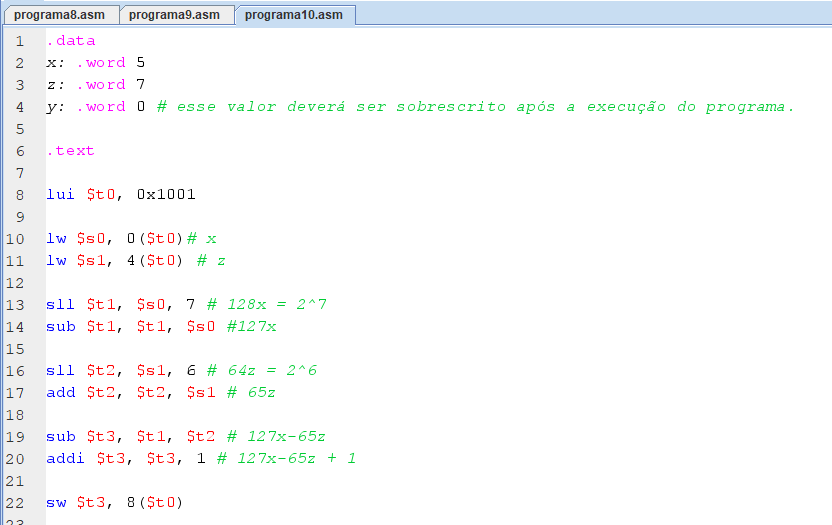 programa8.asm programa9.asm programa10.asm
1 .data
2 x: .word 5
3 z: .word 7
4 y: .word 0 # esse valor deverá ser sobrescrito após a execução do programa.
5
6 .text
7
8 lui $t0, 0x1001
9
10 lw $s0, 0($t0)# x
11 lw $s1, 4($t0) # z
12
13 sll $t1, $s0, 7 # 128x = 2^7
14 sub $t1, $t1, $s0 #127x
15
16 sll $t2, $s1, 6 # 64z = 2^6
17 add $t2, $t2, $s1 # 65z
18
19 sub $t3, $t1, $t2 # 127x-65z
20 addi $t3, $t3, 1 # 127x-65z + 1
21
22 sw $t3, 8($t0)
23